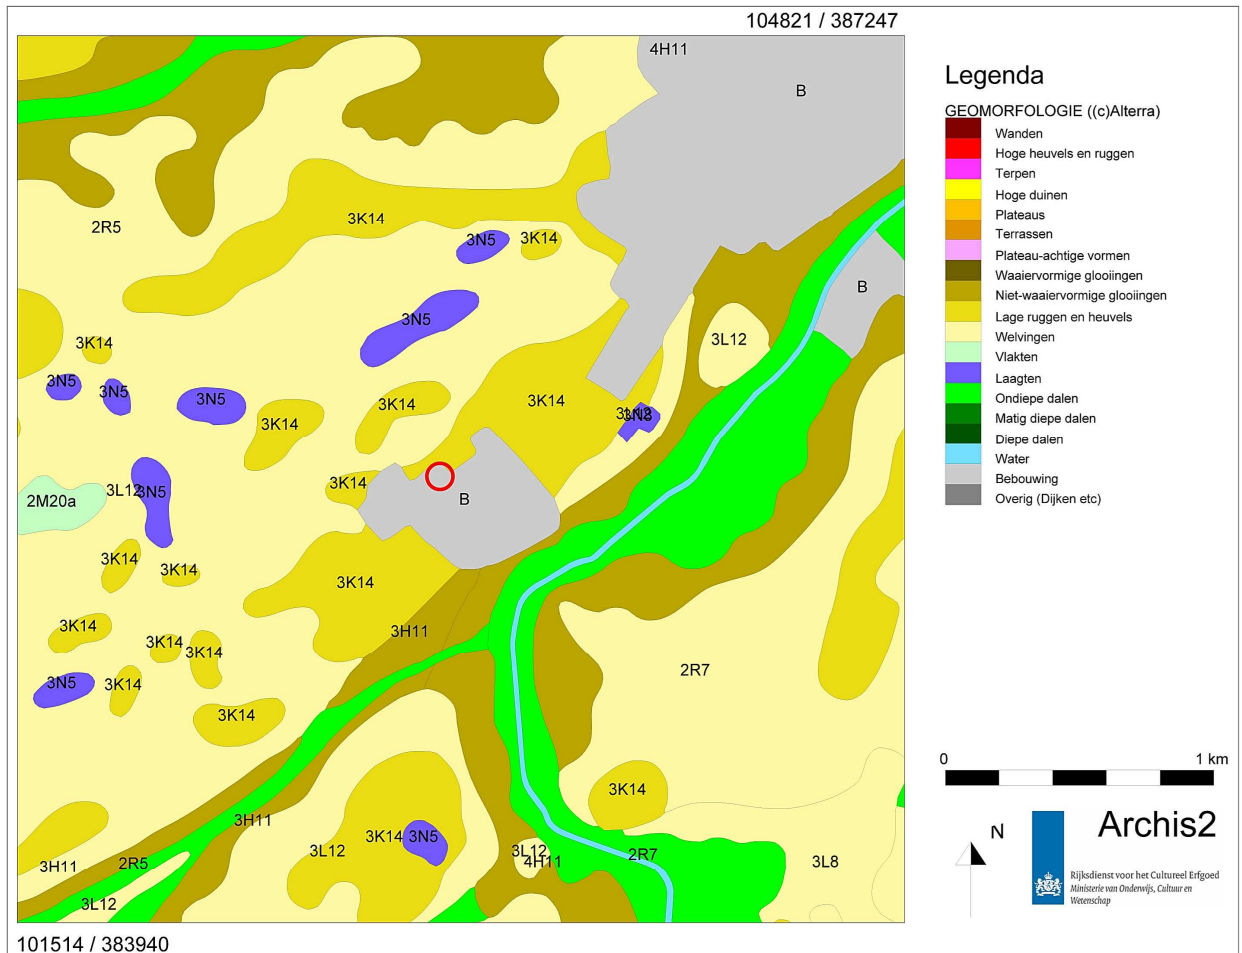 104821 / 387247
4H11
B
3K14
2R5
3N5
3K14
B
3N5
3L12
3K14
3N5
3N5
3N5
3K14
3K14
3K14
3N5
3K14
B
3L12
3N5
2M20a
3K14
3K14
3K14
3H11
3K14
3K14
3K14
2R7
3N5
3K14
3K14
3K14
3H11
3K14
3N5
3L12
3L12
4H11
2R7
3L8
3H11
2R5
3L12
101514 / 383940
Legenda
GEOMORFOLOGIE ((c)Alterra)
Wanden
Hoge heuvels en ruggen
Terpen
Hoge duinen
Plateaus
Terrassen
Plateau-achtige vormen
Waaiervormige glooiingen
Niet-waaiervormige glooiingen
Lage ruggen en heuvels
Welvingen
Vlakten
Laagten
Ondiepe dalen
Matig diepe dalen
Diepe dalen
Water
Bebouwing
Overig (Dijken etc)
0 1 km
N
Archis2
Rijksdienst voor het Cultureel Erfgoed
Ministerie van Onderwijs, Cultuur en
Wetenschap